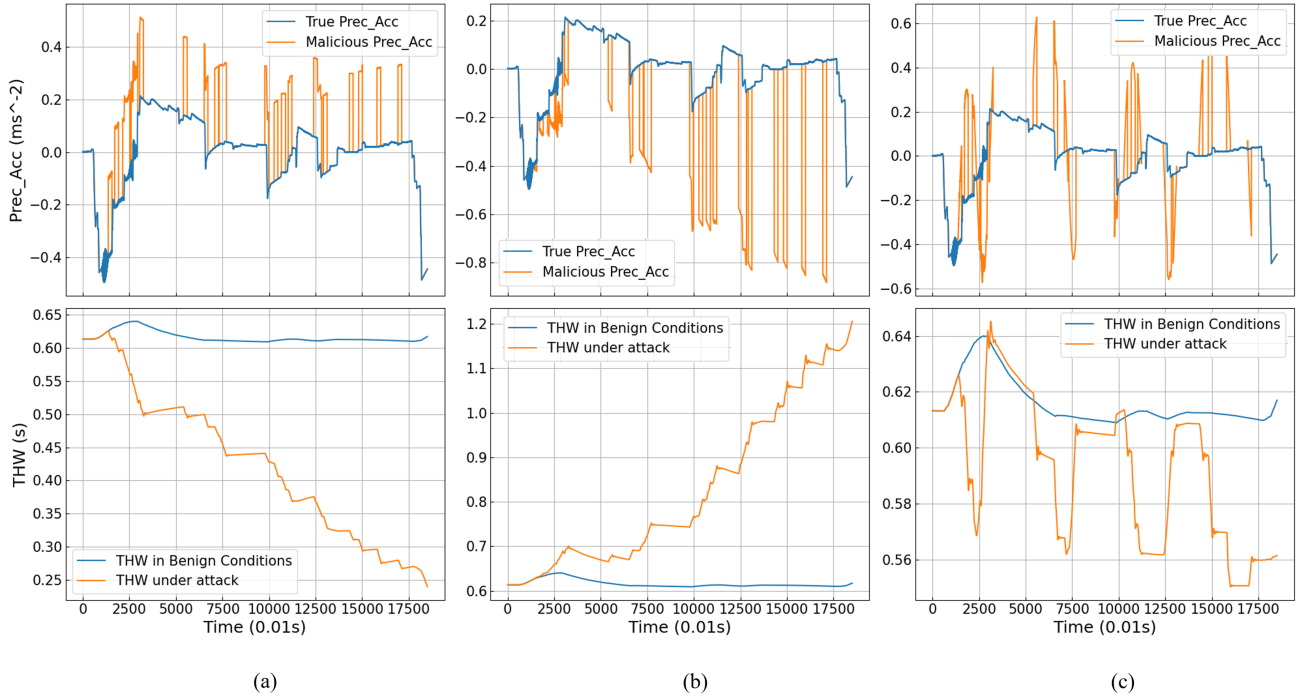 Prec_Acc (ms^-2)
0.4
0.2
0.0
−0.2
−0.4
True Prec_Acc
Malicious Prec_Acc
0.2
0.0
−0.2
−0.4
−0.6
−0.8
True Prec_Acc
Malicious Prec_Acc
0.6
0.4
0.2
0.0
−0.2
−0.4
−0.6
True Prec_Acc
Malicious Prec_Acc
THW (s)
0.65
0.60
0.55
0.50
0.45
0.40
0.35
0.30
0.25
THW in Benign Conditions
THW under attack
0 2500 5000 7500 10000 12500 15000 17500
Time (0.01s)
1.2
1.1
1.0
0.9
0.8
0.7
0.6
THW in Benign Conditions
THW under attack
0 2500 5000 7500 10000 12500 15000 17500
Time (0.01s)
0.64
0.62
0.60
0.58
0.56
THW in Benign Conditions
THW under attack
0 2500 5000 7500 10000 12500 15000 17500
Time (0.01s)
(a) (b) (c)